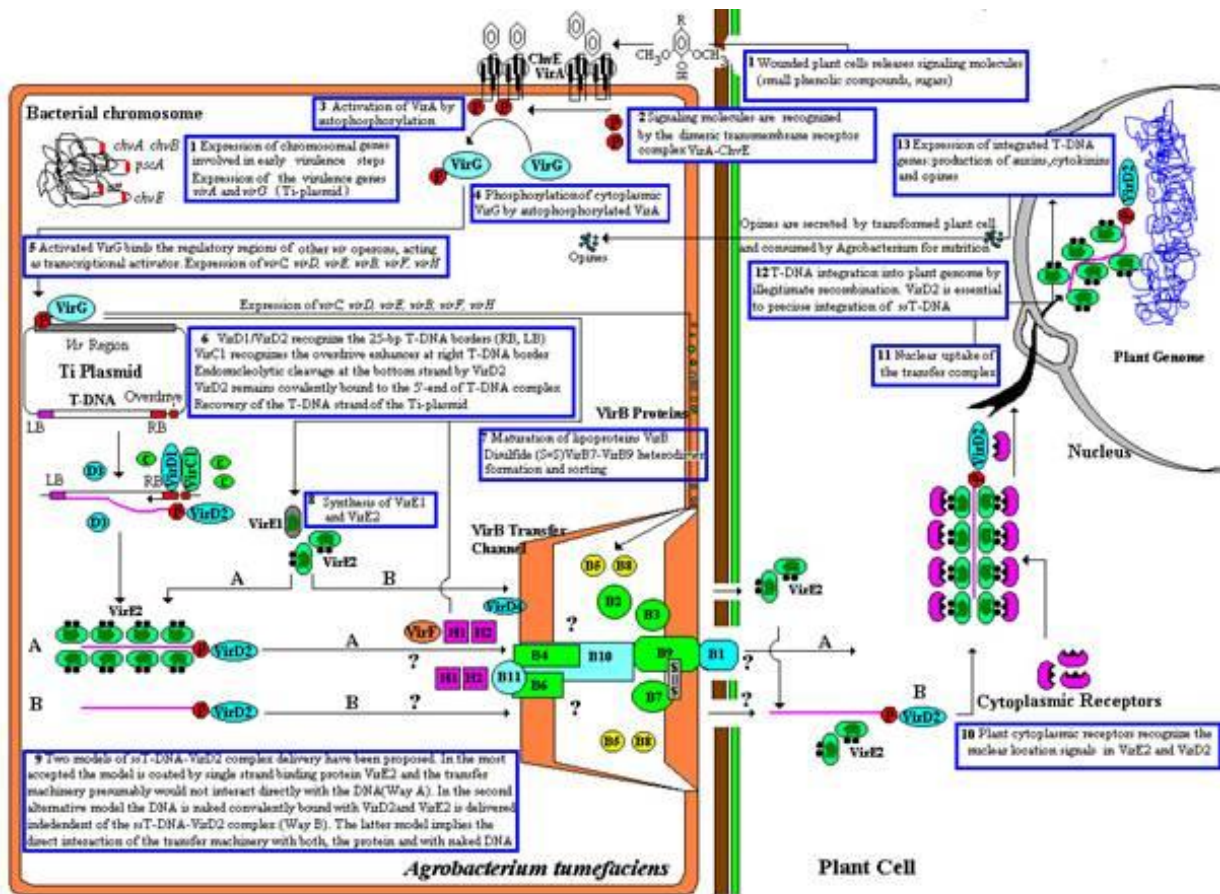 R
CH3O
OCH3
OH
ChvE
VirA
1 Wounded plant cells releases signaling molecules
(small phenolic compounds, sugars)
Bacterial chromosome
chvA chvB
pscA
chvE
1 Expression of chromosomal genes
involved in early virulence steps
Expression of the virulence genes
virA and virG (Ti-plasmid)
3 Activation of VirA by
autophosphorylation
P
P
P
P
2 Signaling molecules are recognized
by the dimeric transmembrane receptor
complex VirA-ChvE
VirG
VirG
P
4 Phosphorylation of cytoplasmic
VirG by autophosphorylated VirA
13 Expression of integrated T-DNA
genes: production of auxins, cytokinins
and opines
VirD2
5 Activated VirG binds the regulatory regions of other vir operons, acting
as transcriptional activator. Expression of virC, virD, virE, virB, virF, virH
Opines
Opines are secreted by transformed plant cell
and consumed by Agrobacterium for nutrition
12 T-DNA integration into plant genome by
illegitimate recombination. VirD2 is essential
to precisse integration of ssT-DNA
VirG
P
Expression of virC, virD, virE, virB, virF, virH
Vir Region
Ti Plasmid
T-DNA
Overdrive
LB
RB
6 VirD1/VirD2 recognize the 25-bp T-DNA borders (RB, LB)
VirC1 recognizes the overdrive enhancer at right T-DNA border
Endonucleolytic cleavage at the bottom strand by VirD2
VirD2 remains covalently bound to the 5'-end of T-DNA complex
Recovery of the T-DNA strand of the Ti-plasmid
11 Nuclear uptake of
the transfer complex
Plant Genome
Nucleus
VirB Proteins
7 Maturation of lipoproteins VirB
Disulfide (S=S)VirB7-VirB9 heterodimer
formation and sorting
VirD1
VirC1
C
C
C
LB
RB
P
VirD2
VirD2
8 Synthesis of VirE1
and VirE2
VirE1
VirE2
VirB Transfer
Channel
A
B
B5
B8
B2
B3
VirE2
VirE2
A
P
VirD2
A
VirF
H1
H2
?
?
B4
B10
B9
B1
B11
B6
B7
S
S
?
?
A
H1
H2
?
B
P
VirD2
B
?
B5
B8
?
P
VirD2
B
VirE2
Cytoplasmic Receptors
10 Plant cytoplasmic receptors recognize the
nuclear location signals in VirE2 and VirD2
9 Two models of ssT-DNA-VirD2 complex delivery have been proposed. In the most
accepted the model is coated by single strand binding protein VirE2 and the transfer
machinery presumably would not interact directly with the DNA(Way A). In the second
alternative model the DNA is naked convalently bound with VirD2and VirE2 is delivered
indedendent of the ssT-DNA-VirD2 complex (Way B). The latter model implies the
direct interaction of the transfer machinery with both, the protein and with naked DNA
Agrobacterium tumefaciens
Plant Cell